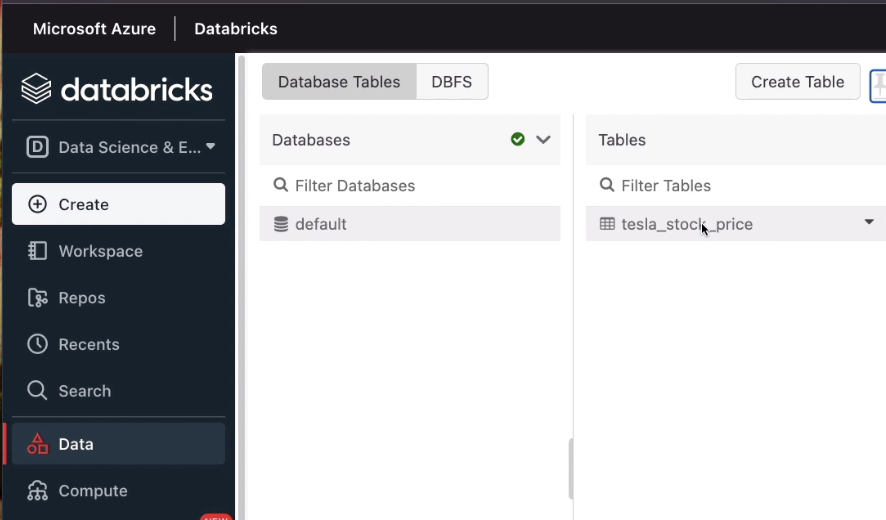 Microsoft Azure Databricks
databricks
Database Tables DBFS Create Table
D Data Science & E...
Databases
Tables
Filter Databases
Filter Tables
default
tesla_stock_price
Create
Workspace
Repos
Recents
Search
Data
Compute
NEW